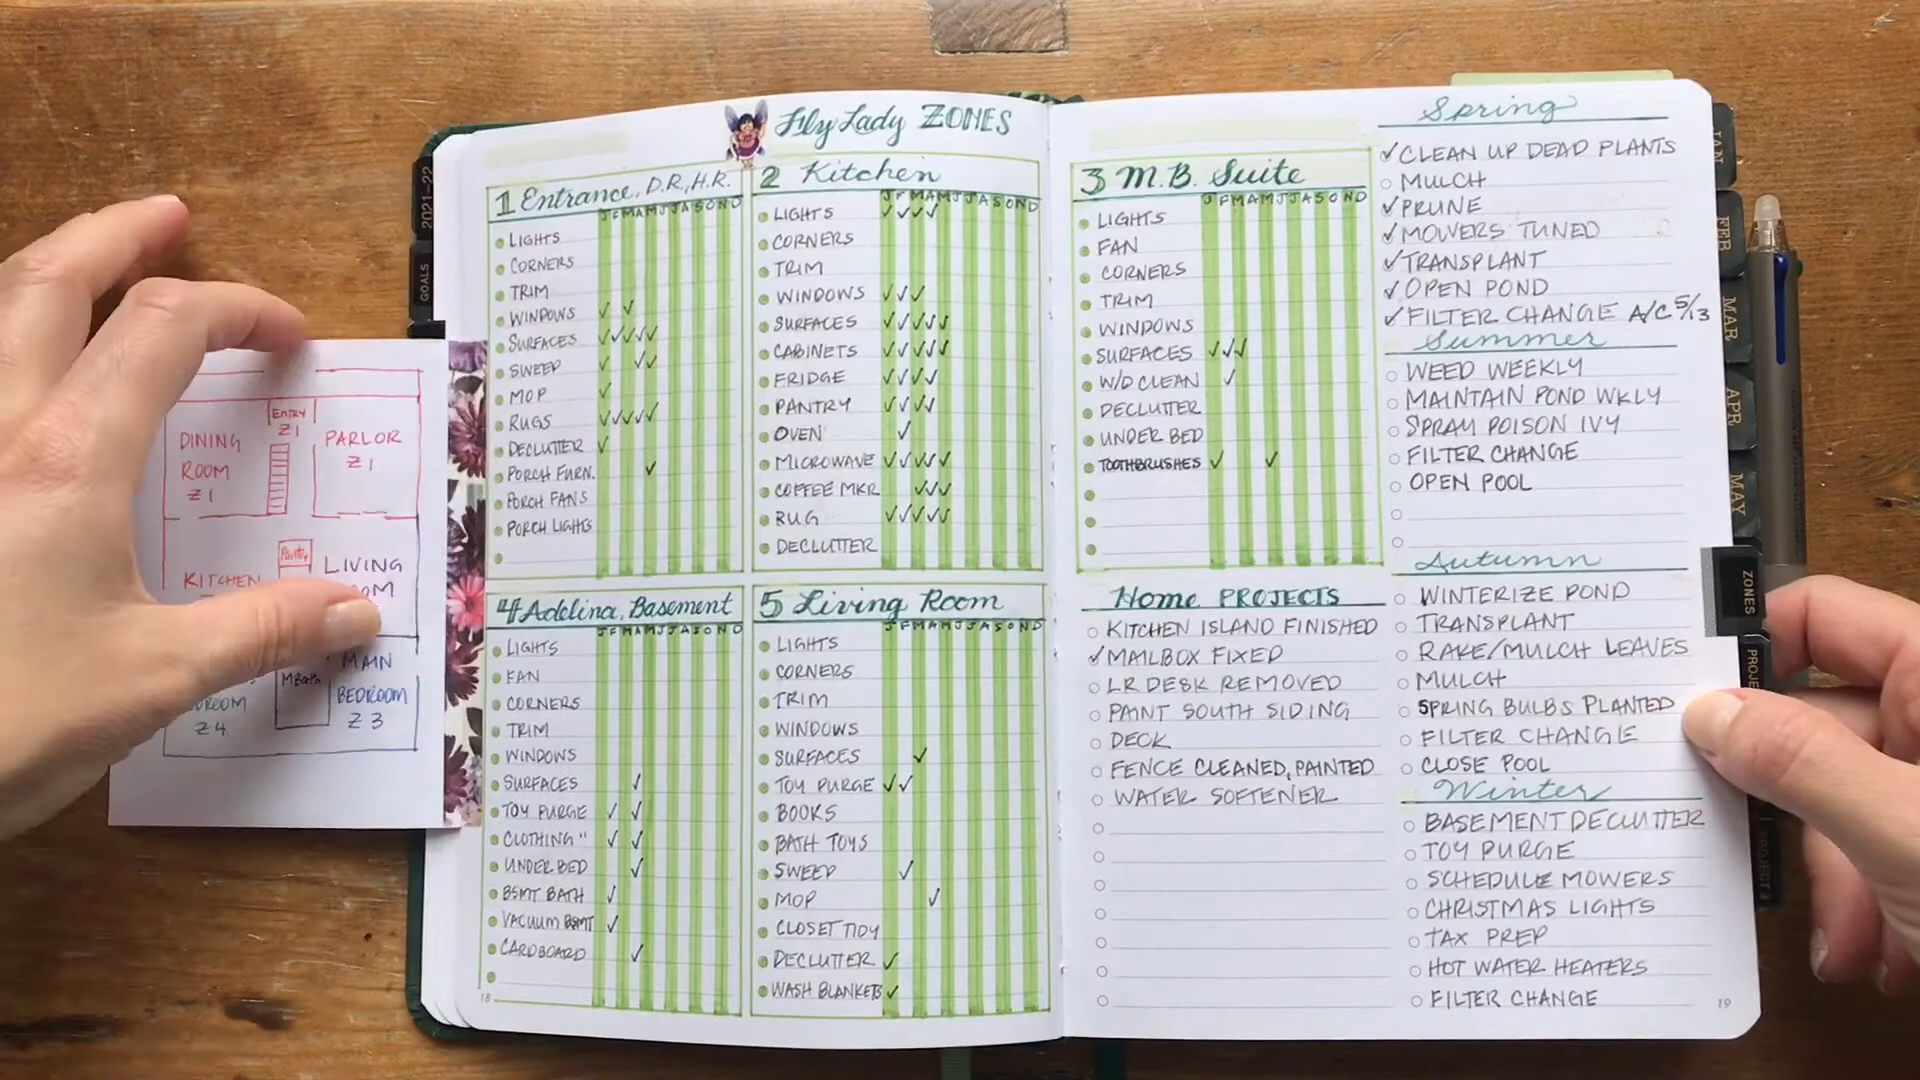 Fly Lady ZONES
1 Entrance, D.R., H.R.
J F M A M J J A S O N D
LIGHTS
CORNERS
TRIM
WINDOWS ✓ ✓
SURFACES ✓✓✓✓✓
SWEEP ✓ ✓✓
MOP ✓
RUGS ✓✓✓✓✓
DECLUTTER ✓
PORCH FURN. ✓
PORCH FANS
PORCH LIGHTS
2 Kitchen
J F M A M J J A S O N D
LIGHTS ✓✓✓✓
CORNERS
TRIM
WINDOWS ✓✓✓
SURFACES ✓✓✓✓✓
CABINETS ✓✓✓✓✓
FRIDGE ✓✓✓✓
PANTRY ✓✓✓✓
OVEN ✓
MICROWAVE ✓✓✓✓✓
COFFEE MKR ✓✓✓
RUG ✓✓✓✓✓
DECLUTTER
4 Adelina, Basement
J F M A M J J A S O N D
LIGHTS
FAN
CORNERS
TRIM
WINDOWS
SURFACES ✓
TOY PURGE ✓ ✓
CLOTHING " ✓ ✓
UNDER BED ✓
BSMT BATH ✓
VACUUM BSMT ✓
CARDBOARD ✓
18
5 Living Room
J F M A M J J A S O N D
LIGHTS
CORNERS
TRIM
WINDOWS
SURFACES ✓
TOY PURGE ✓✓
BOOKS
BATH TOYS
SWEEP ✓
MOP ✓
CLOSET TIDY
DECLUTTER ✓
WASH BLANKETS ✓
3 M.B. Suite
J F M A M J J A S O N D
LIGHTS
FAN
CORNERS
TRIM
WINDOWS
SURFACES ✓✓✓
W/D CLEAN ✓
DECLUTTER
UNDER BED
TOOTHBRUSHES ✓ ✓
Home PROJECTS
KITCHEN ISLAND FINISHED
✓ MAILBOX FIXED
LR DESK REMOVED
PAINT SOUTH SIDING
DECK
FENCE CLEANED, PAINTED
WATER SOFTENER
Spring
✓ CLEAN UP DEAD PLANTS
MULCH
✓ PRUNE
✓ MOWERS TUNED
✓ TRANSPLANT
✓ OPEN POND
✓ FILTER CHANGE A/C 5/13
Summer
WEED WEEKLY
MAINTAIN POND WKLY
SPRAY POISON IVY
FILTER CHANGE
OPEN POOL
Autumn
WINTERIZE POND
TRANSPLANT
RAKE/MULCH LEAVES
MULCH
SPRING BULBS PLANTED
FILTER CHANGE
CLOSE POOL
Winter
BASEMENT DECLUTTER
TOY PURGE
SCHEDULE MOWERS
CHRISTMAS LIGHTS
TAX PREP
HOT WATER HEATERS
FILTER CHANGE
19
2021-22
GOALS
JAN
FEB
MAR
APR
MAY
ZONES
ENTRY
Z1
DINING
ROOM
Z1
PARLOR
Z1
Pantry
KITCHEN
LIVING
MAIN
BEDROOM
Z3
MBath
Z4